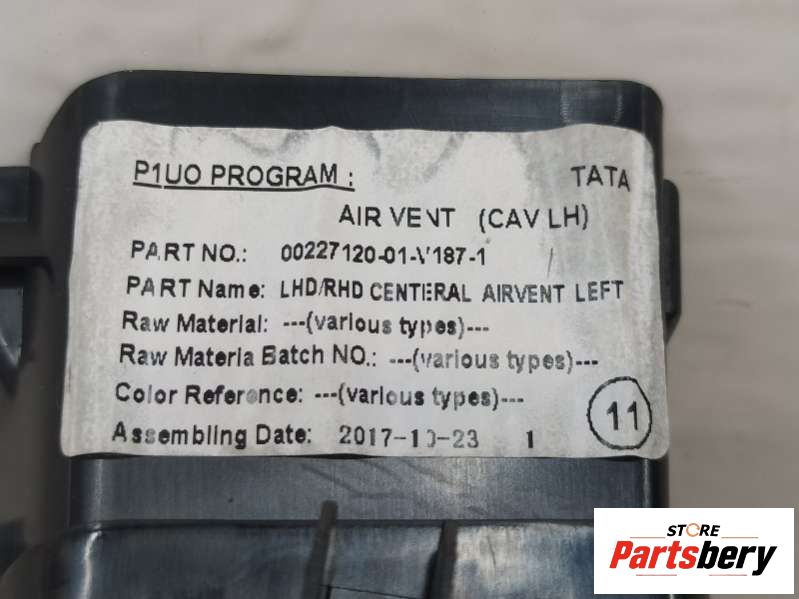 P1UO PROGRAM : TATA
AIR VENT (CAV LH)
PART NO.: 00227120-01-V187-1
PART Name: LHD/RHD CENTERAL AIRVENT LEFT
Raw Material: ---(various types)---
Raw Materia Batch NO.: ---(various types)---
Color Reference: ---(various types)---
Assembling Date: 2017-10-23 1
11
STORE
Partsbery